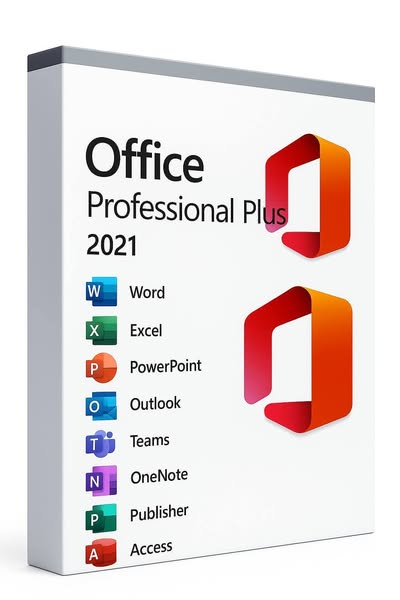 Office
Professional Plus
2021
W Word
X Excel
P PowerPoint
O Outlook
T Teams
N OneNote
P Publisher
A Access